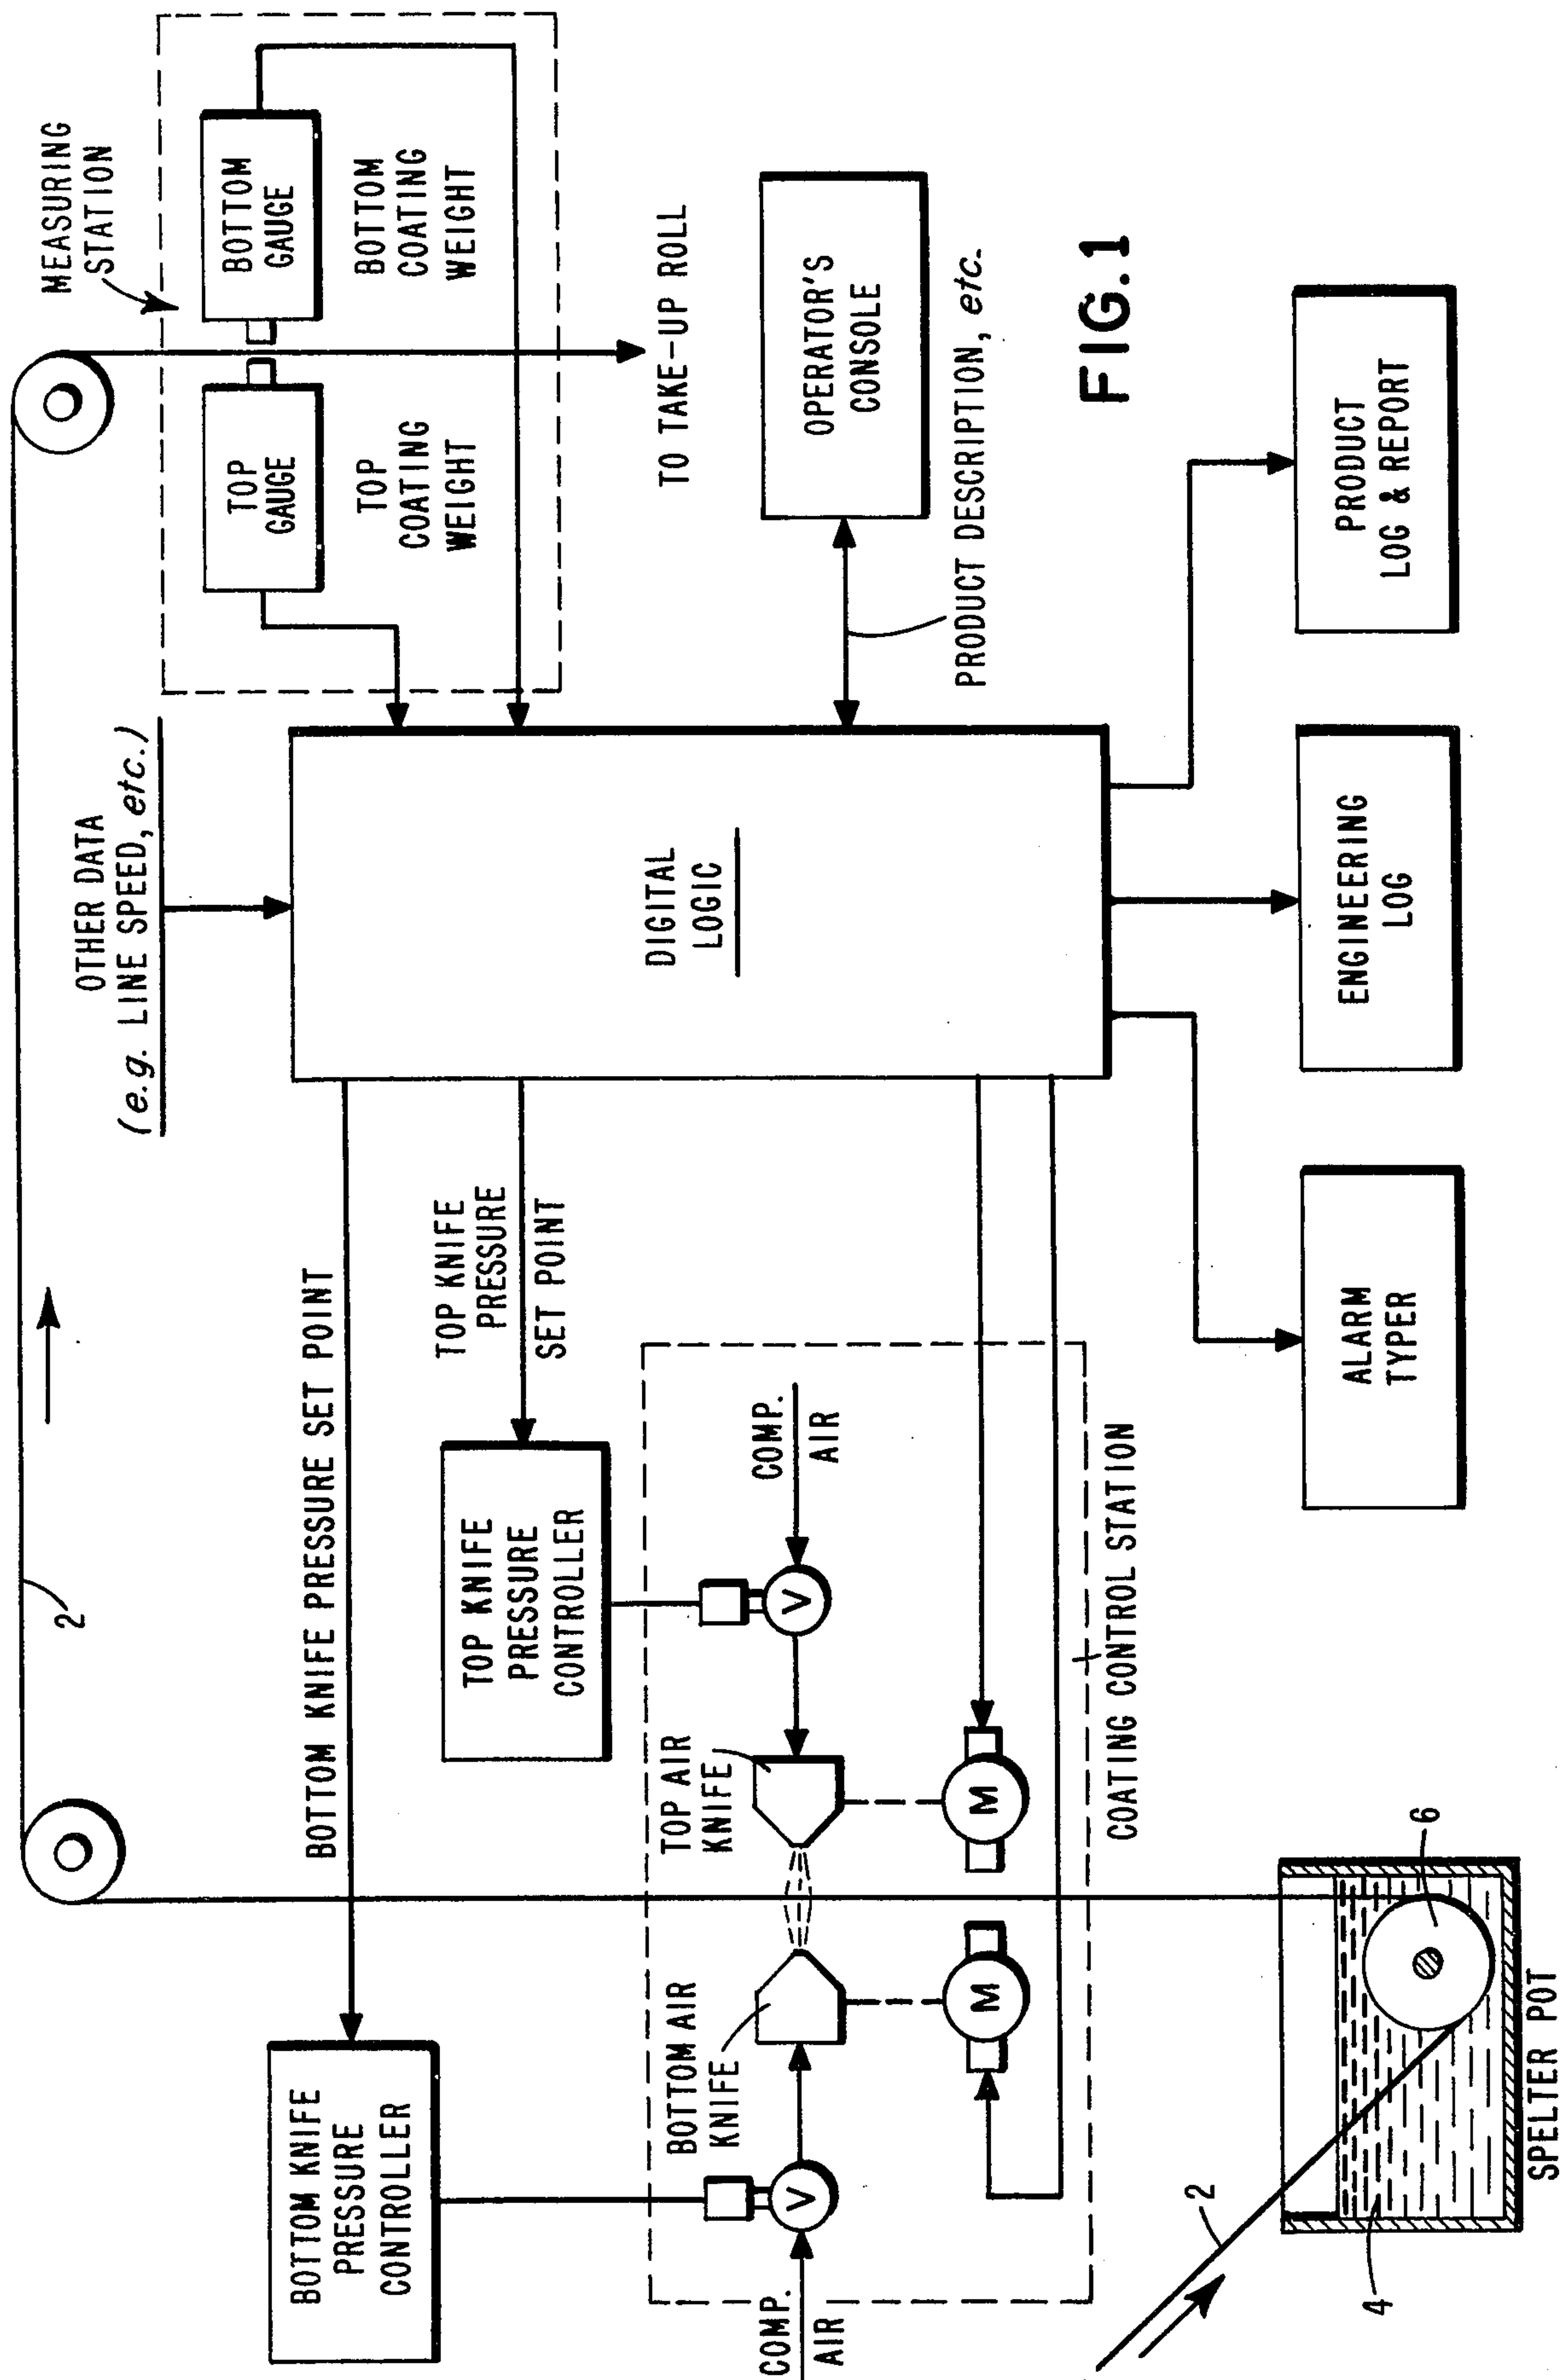 MEASURING
STATION
TOP
GAUGE
BOTTOM
GAUGE
TOP
COATING
WEIGHT
BOTTOM
COATING
WEIGHT
TO TAKE-UP ROLL
2
OTHER DATA
(e.g. LINE SPEED, etc.)
BOTTOM KNIFE PRESSURE SET POINT
TOP KNIFE
PRESSURE
SET POINT
BOTTOM KNIFE
PRESSURE
CONTROLLER
TOP KNIFE
PRESSURE
CONTROLLER
DIGITAL
LOGIC
OPERATOR'S
CONSOLE
PRODUCT DESCRIPTION, etc.
BOTTOM AIR
KNIFE
TOP AIR
KNIFE
COMP.
AIR
V
V
COMP.
AIR
M
M
COATING CONTROL STATION
2
4
6
SPELTER POT
ALARM
TYPER
ENGINEERING
LOG
PRODUCT
LOG & REPORT
FIG.1